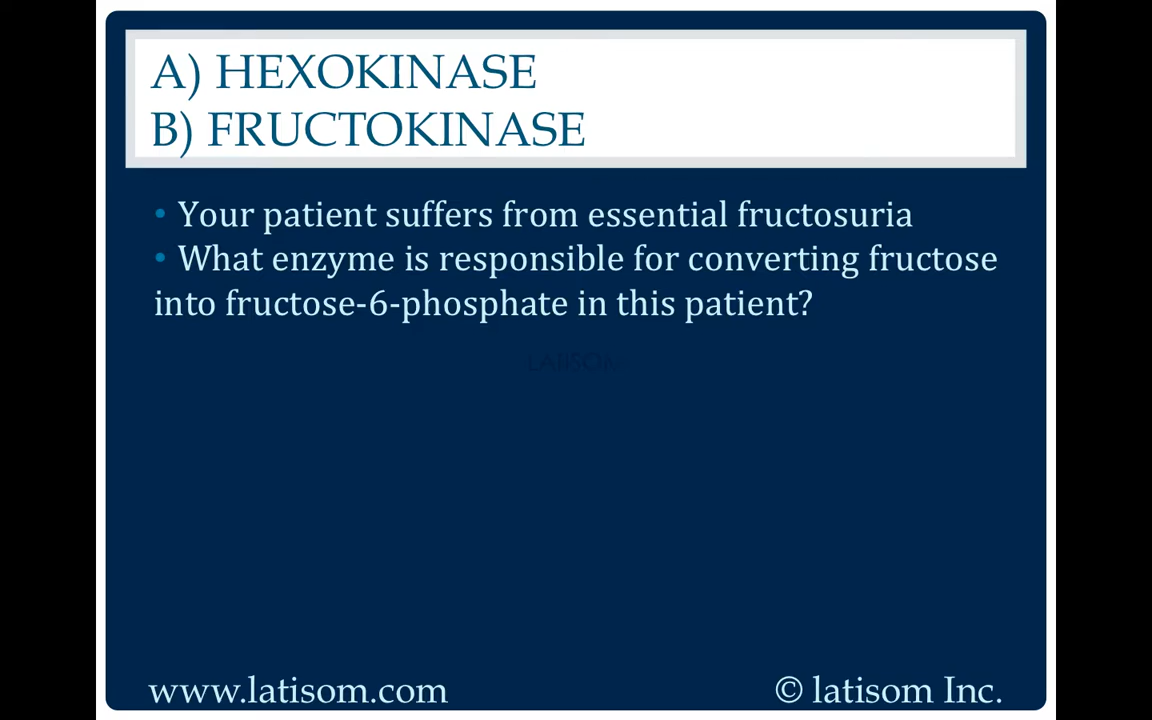 A) HEXOKINASE
B) FRUCTOKINASE
• Your patient suffers from essential fructosuria
• What enzyme is responsible for converting fructose
into fructose-6-phosphate in this patient?
LATISOM
www.latisom.com
© latisom Inc.